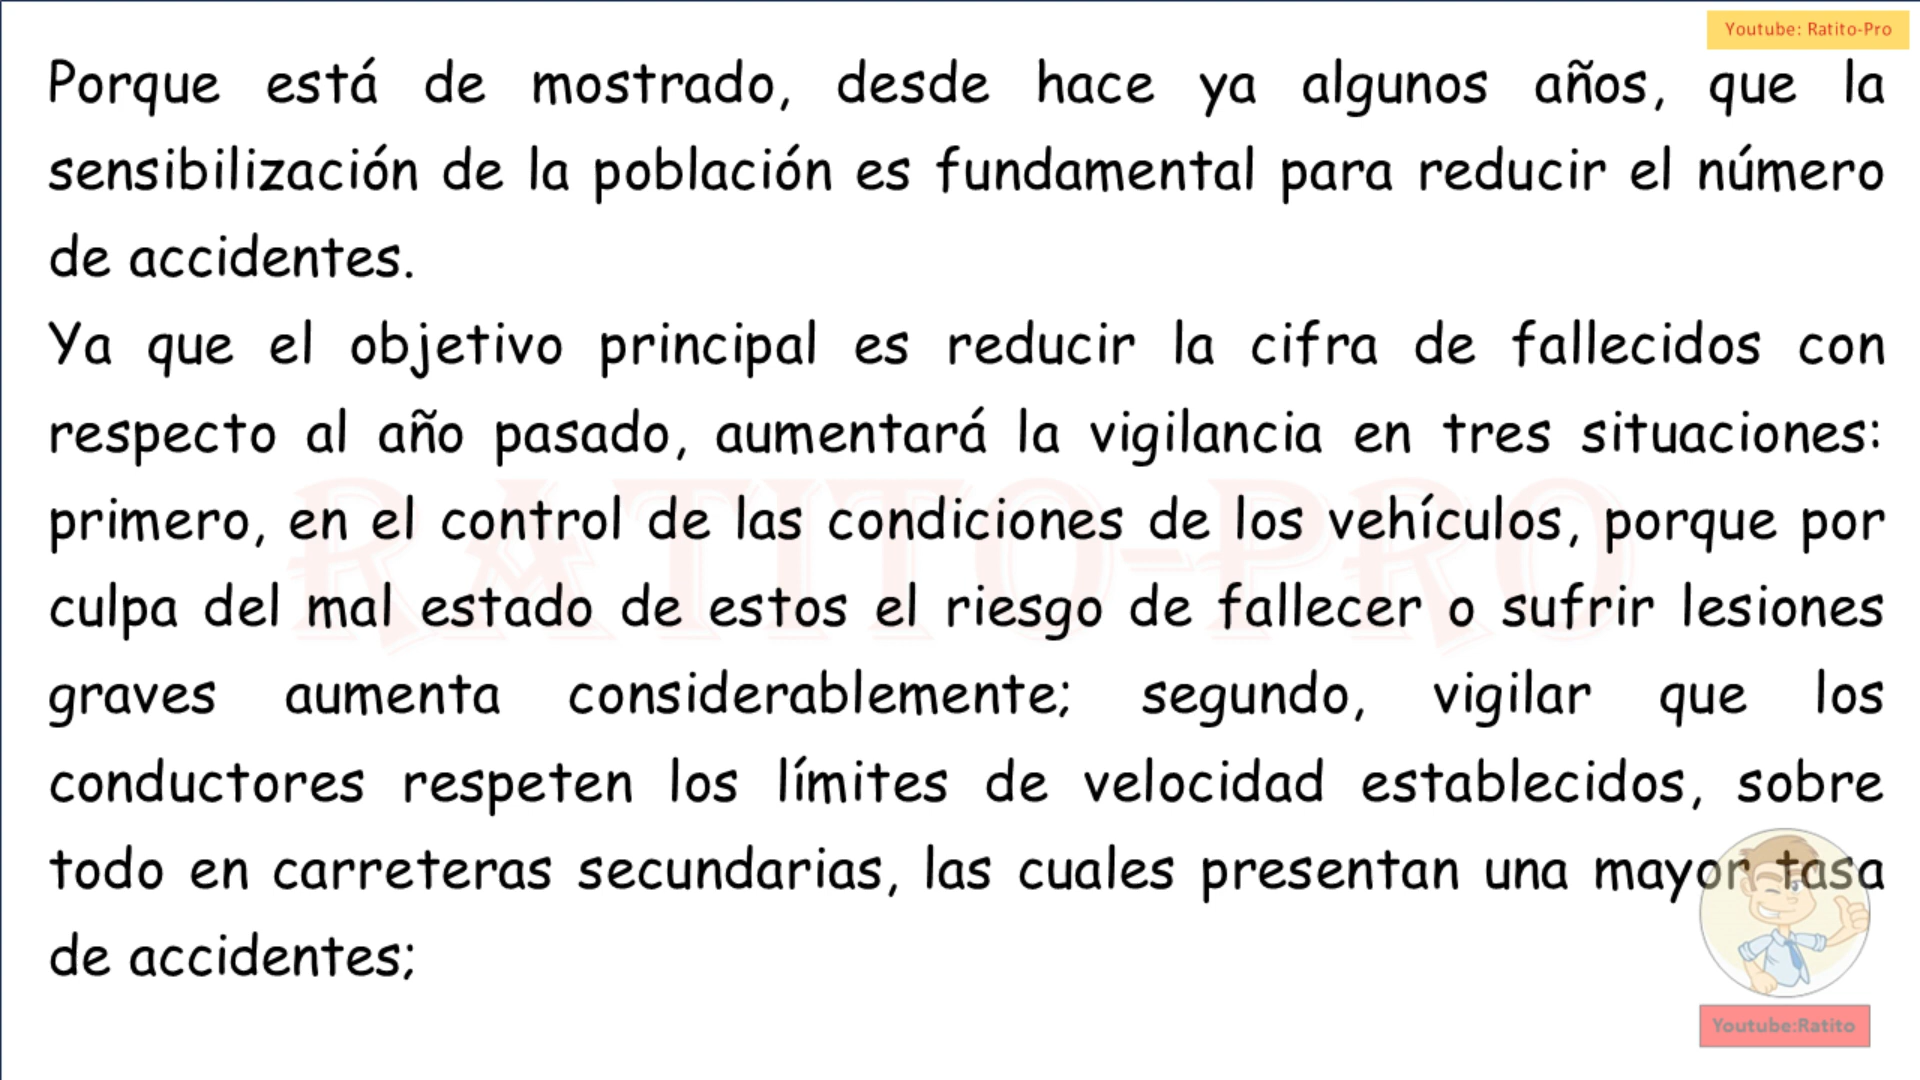 Youtube: Ratito-Pro
Porque está de mostrado, desde hace ya algunos años, que la
sensibilización de la población es fundamental para reducir el número
de accidentes.
Ya que el objetivo principal es reducir la cifra de fallecidos con
respecto al año pasado, aumentará la vigilancia en tres situaciones:
primero, en el control de las condiciones de los vehículos, porque por
culpa del mal estado de estos el riesgo de fallecer o sufrir lesiones
graves aumenta considerablemente; segundo, vigilar que los
conductores respeten los límites de velocidad establecidos, sobre
todo en carreteras secundarias, las cuales presentan una mayor tasa
de accidentes;
RATITO-PRO
Youtube:Ratito